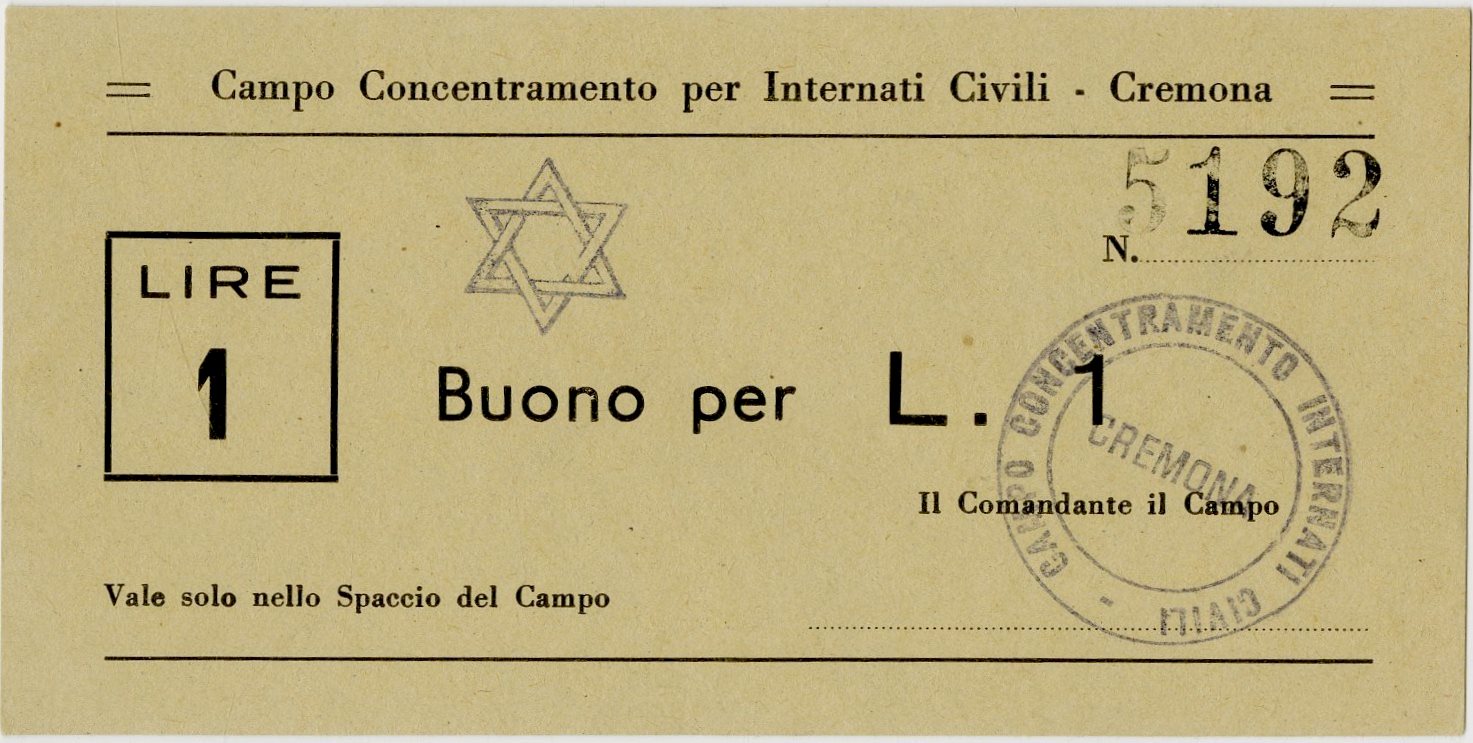 Campo Concentramento per Internati Civili - Cremona
5192
N.
LIRE
1
Buono per L. 1
CAMPO CONCENTRAMENTO INTERNATI CIVILI -
CREMONA
Il Comandante il Campo
Vale solo nello Spaccio del Campo